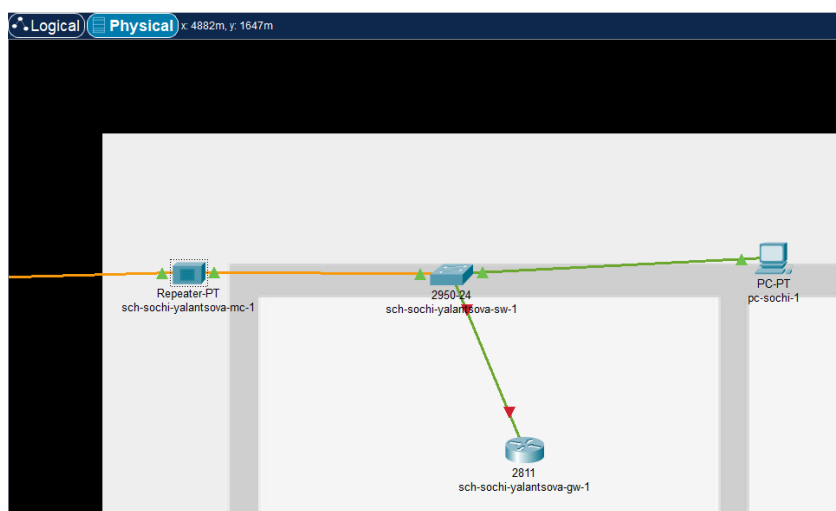 Logical Physical x: 4882m, y: 1647m
Repeater-PT
sch-sochi-yalantsova-mc-1
2950-24
sch-sochi-yalantsova-sw-1
PC-PT
pc-sochi-1
2811
sch-sochi-yalantsova-gw-1